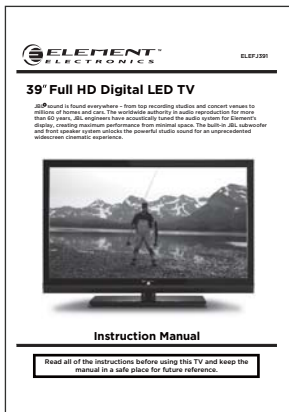 ELEMENT™
ELECTRONICS
ELEFJ391
39" Full HD Digital LED TV
JBL® sound is found everywhere – from top recording studios and concert venues to
millions of homes and cars. The worldwide authority in audio reproduction for more
than 60 years, JBL engineers have acoustically tuned the audio system for Element's
display, creating maximum performance from minimal space. The built-in JBL subwoofer
and front speaker system unlocks the powerful studio sound for an unprecedented
widescreen cinematic experience.
Instruction Manual
Read all of the instructions before using this TV and keep the
manual in a safe place for future reference.